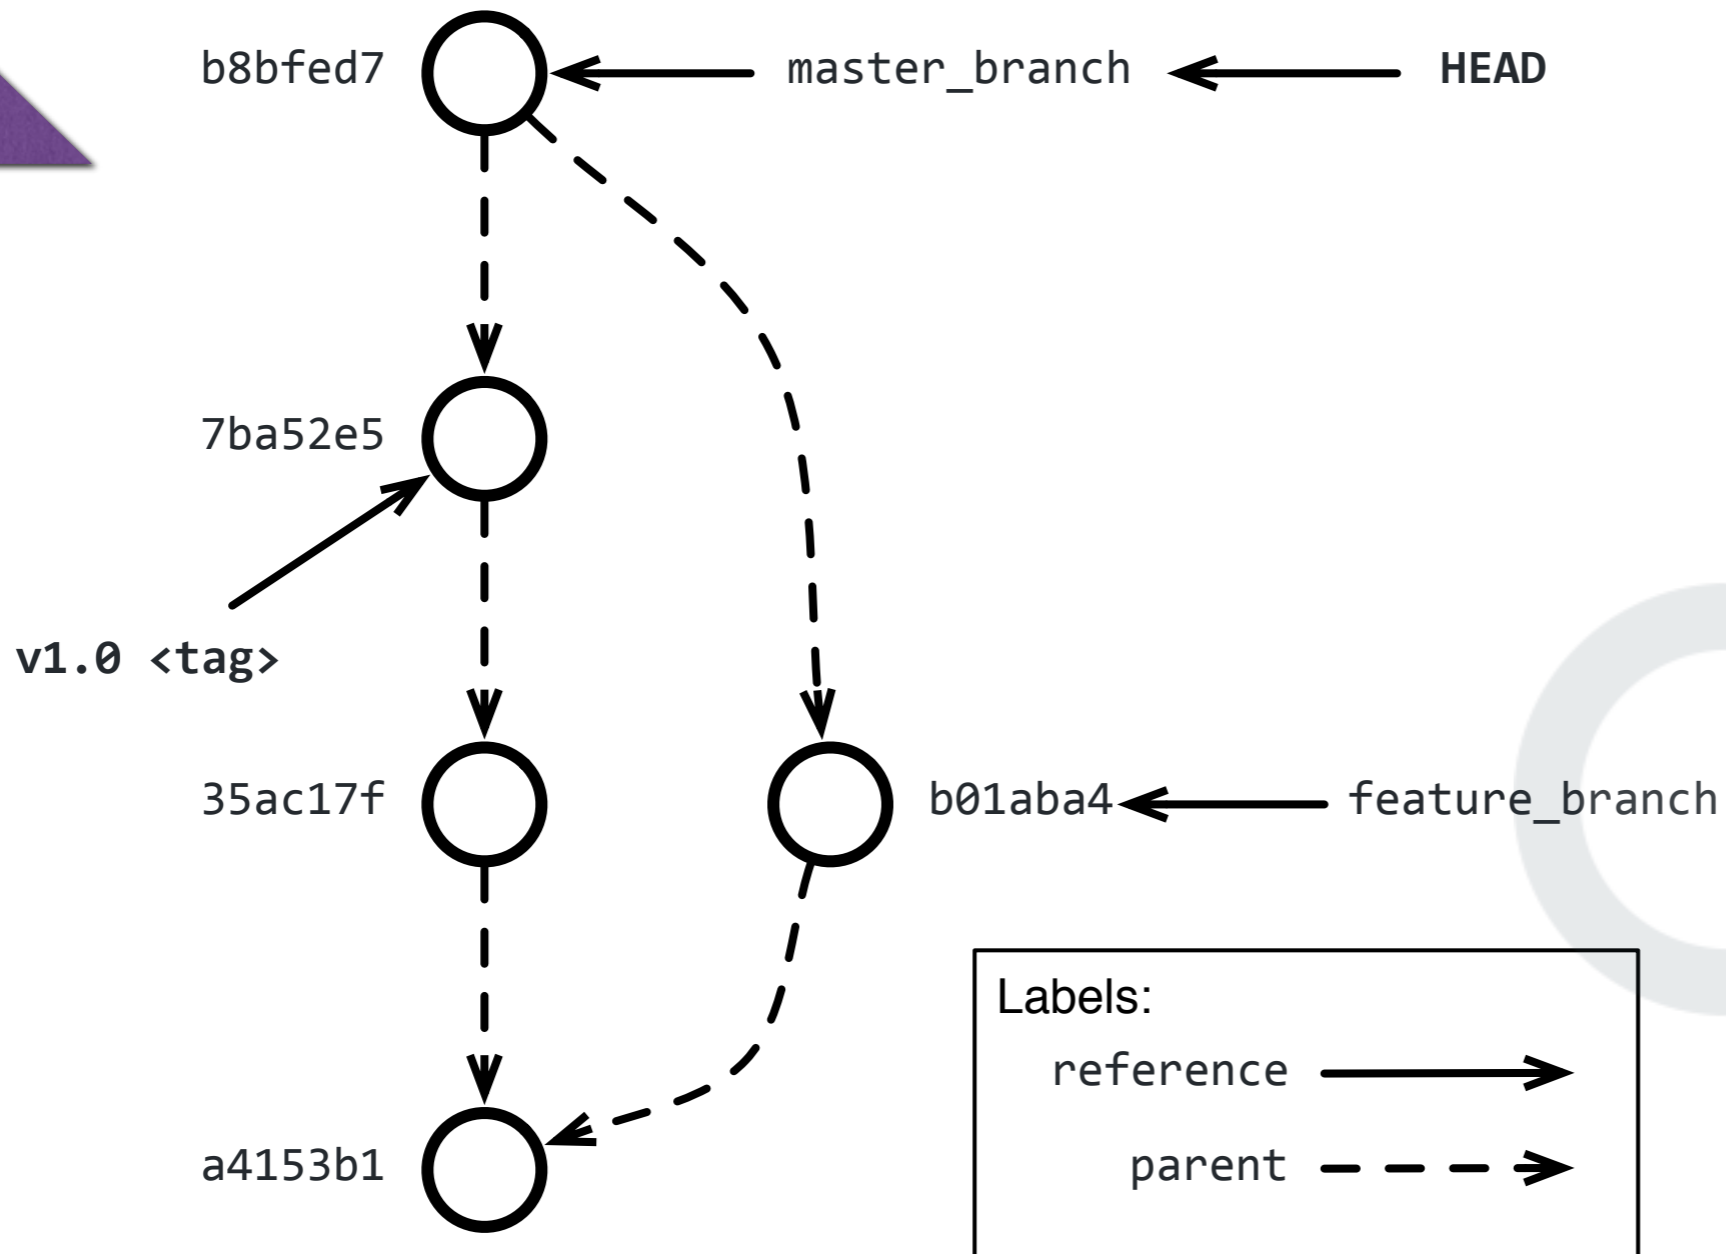 b8bfed7 master_branch HEAD
7ba52e5
v1.0 <tag>
35ac17f b01aba4 feature_branch
Labels:
reference
a4153b1 parent